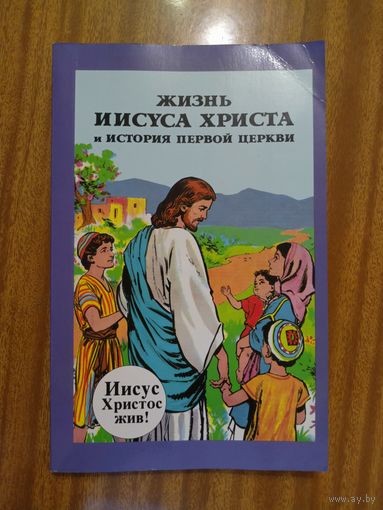 ЖИЗНЬ
ИИСУСА ХРИСТА
и ИСТОРИЯ ПЕРВОЙ ЦЕРКВИ
Иисус
Христос
жив!
www.ay.by